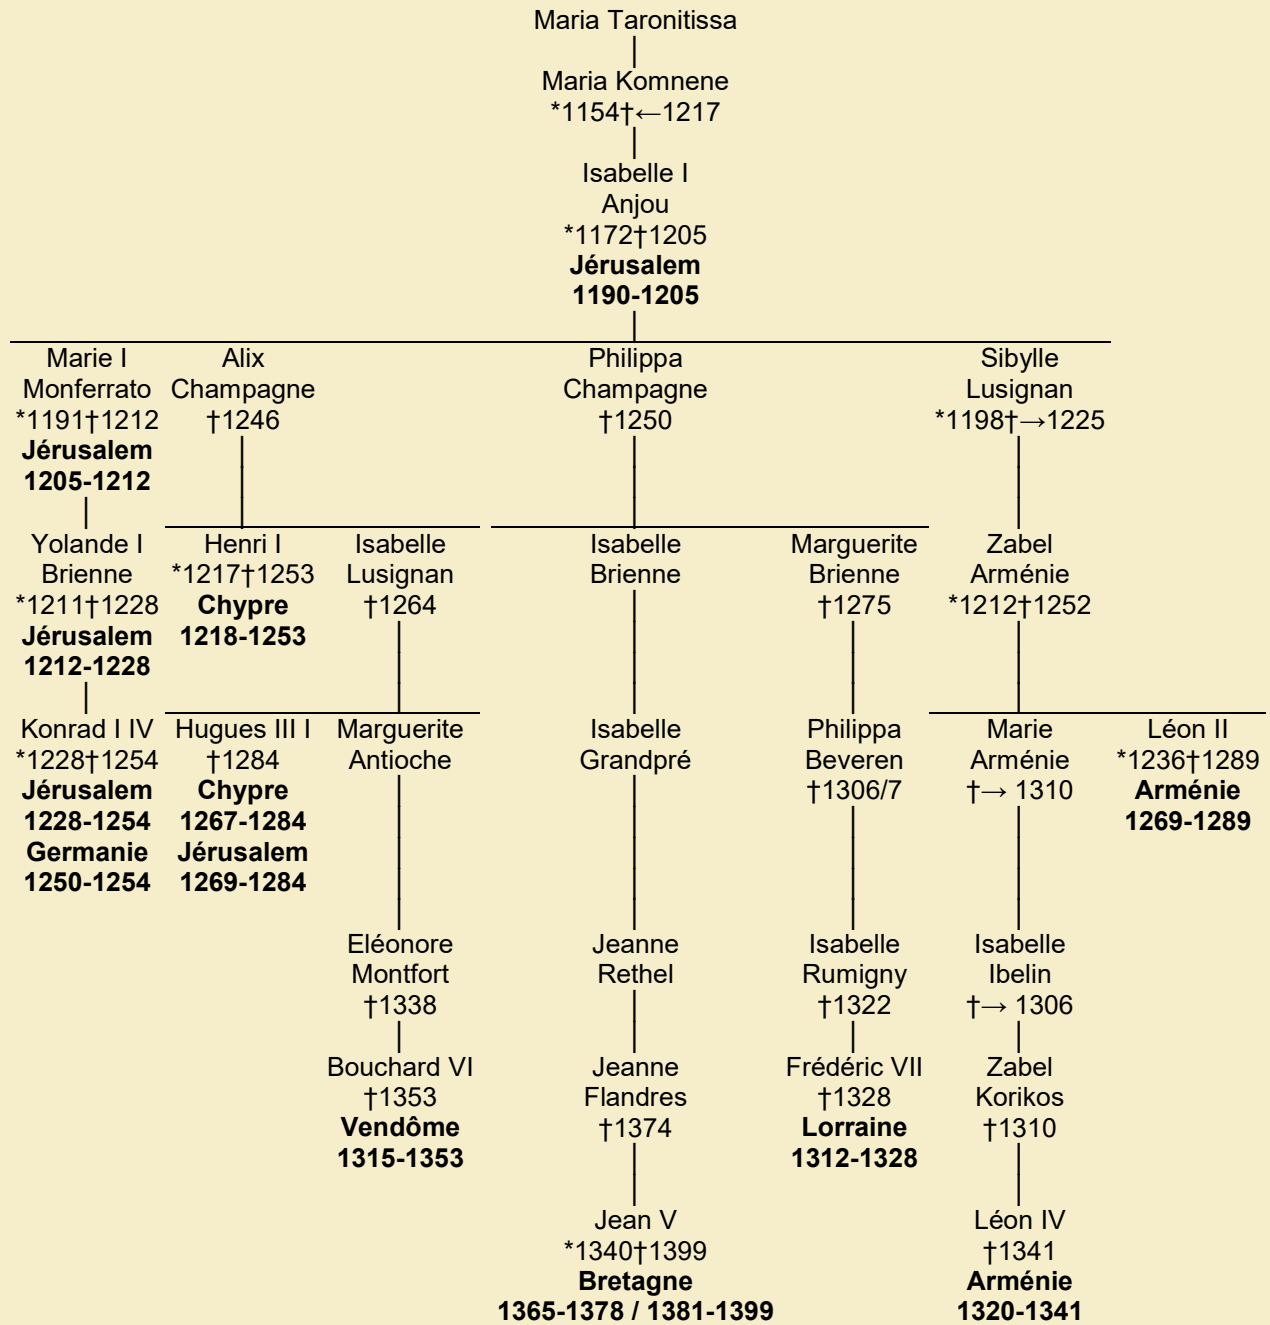 Maria Taronitissa
Maria Komnene
*1154†←1217
Isabelle I
Anjou
*1172†1205
Jérusalem
1190-1205
Marie I
Monferrato
*1191†1212
Jérusalem
1205-1212
Alix
Champagne
†1246
Philippa
Champagne
†1250
Sibylle
Lusignan
*1198†→1225
Yolande I
Brienne
*1211†1228
Jérusalem
1212-1228
Henri I
*1217†1253
Chypre
1218-1253
Isabelle
Lusignan
†1264
Isabelle
Brienne
Marguerite
Brienne
†1275
Zabel
Arménie
*1212†1252
Konrad I IV
*1228†1254
Jérusalem
1228-1254
Germanie
1250-1254
Hugues III I
†1284
Chypre
1267-1284
Jérusalem
1269-1284
Marguerite
Antioche
Isabelle
Grandpré
Philippa
Beveren
†1306/7
Marie
Arménie
†→ 1310
Léon II
*1236†1289
Arménie
1269-1289
Eléonore
Montfort
†1338
Jeanne
Rethel
Isabelle
Rumigny
†1322
Isabelle
Ibelin
†→ 1306
Bouchard VI
†1353
Vendôme
1315-1353
Jeanne
Flandres
†1374
Frédéric VII
†1328
Lorraine
1312-1328
Zabel
Korikos
†1310
Jean V
*1340†1399
Bretagne
1365-1378 / 1381-1399
Léon IV
†1341
Arménie
1320-1341